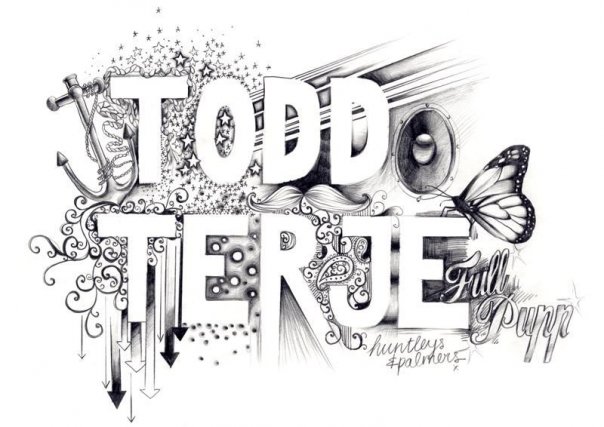 TODD
TERJE
Full
Pupp
huntleys
& palmers
x